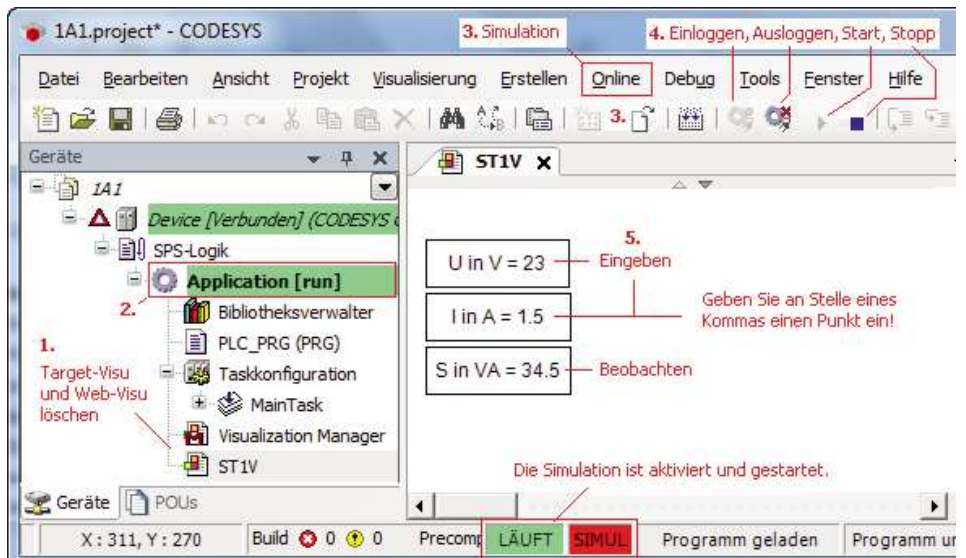 1A1.project* - CODESYS
3. Simulation
4. Einloggen, Ausloggen, Start, Stopp
Datei Bearbeiten Ansicht Projekt Visualisierung Erstellen Online Debug Tools Fenster Hilfe
3.
Geräte
1A1
Device [Verbunden] (CODESYS
SPS-Logik
Application [run]
2.
Bibliotheksverwalter
PLC_PRG (PRG)
1.
Target-Visu
und Web-Visu
löschen
Taskkonfiguration
MainTask
Visualization Manager
ST1V
Geräte POUs
ST1V
U in V = 23
5.
Eingeben
I in A = 1.5
Geben Sie an Stelle eines
Kommas einen Punkt ein!
S in VA = 34.5
Beobachten
Die Simulation ist aktiviert und gestartet.
X : 311, Y : 270 Build 0 0 Precomp LÄUFT SIMUL Programm geladen Programm un